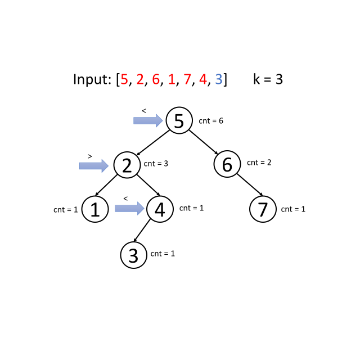 Input: [5, 2, 6, 1, 7, 4, 3] k = 3
<
5 cnt = 6
>
2 cnt = 3
6 cnt = 2
cnt = 1 1
<
4 cnt = 1
7 cnt = 1
3 cnt = 1